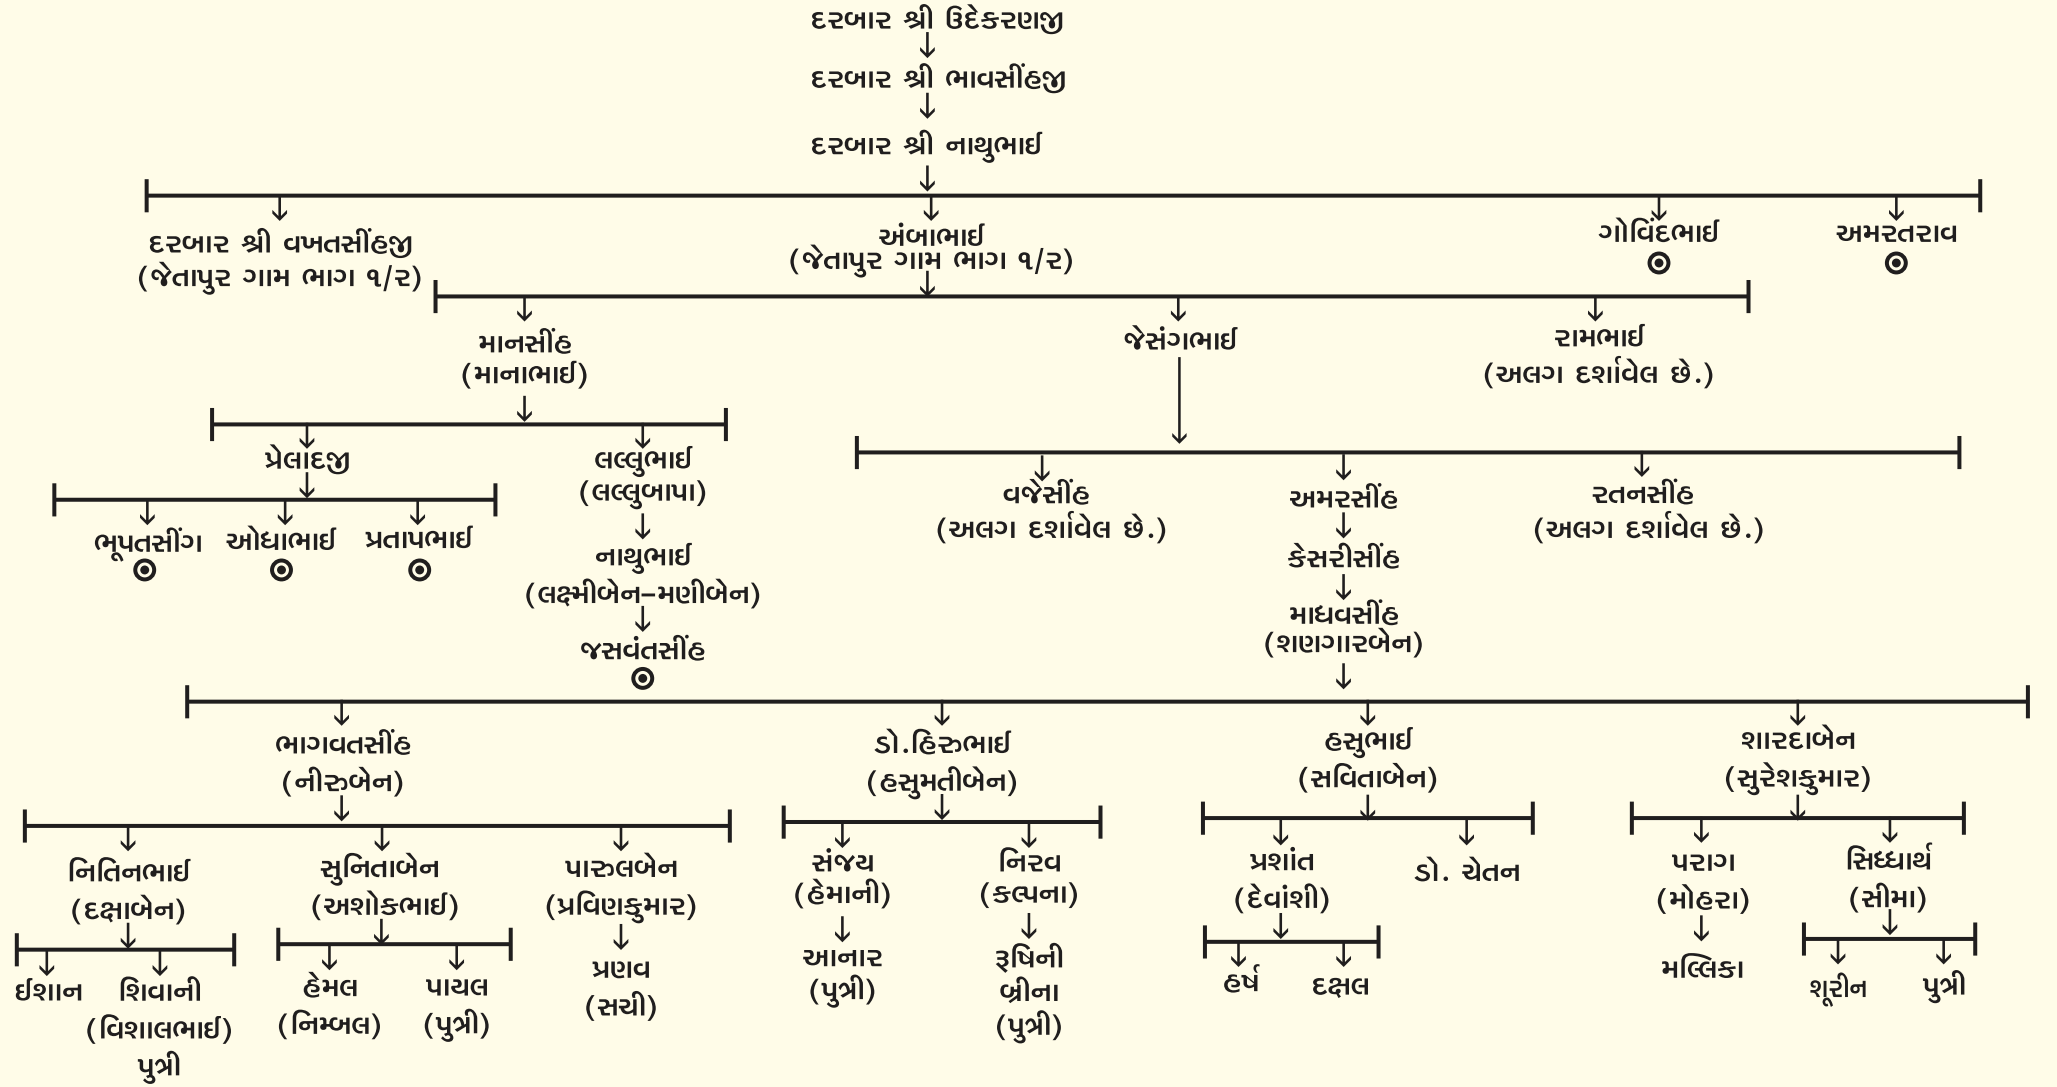 દરબાર શ્રી ઉદેકરણજી
દરબાર શ્રી ભાવસીંહજી
દરબાર શ્રી નાથુભાઈ
દરબાર શ્રી વખતસીંહજી
(જેતાપુર ગામ ભાગ ૧/૨)
અંબાભાઈ
(જેતાપુર ગામ ભાગ ૧/૨)
ગોવિંદભાઈ
અમરતરાવ
માનસીંહ
(માનાભાઈ)
જેસંગભાઈ
રામભાઈ
(અલગ દર્શાવેલ છે.)
પ્રેલાદજી
લલ્લુભાઈ
(લલ્લુબાપા)
વજેસીંહ
(અલગ દર્શાવેલ છે.)
અમરસીંહ
રતનસીંહ
(અલગ દર્શાવેલ છે.)
ભૂપતસીંગ
ઓધાભાઈ
પ્રતાપભાઈ
નાથુભાઈ
(લક્ષ્મીબેન-મણીબેન)
કેસરીસીંહ
જસવંતસીંહ
માધવસીંહ
(શણગારબેન)
ભાગવતસીંહ
(નીરુબેન)
ડો.હિરુભાઈ
(હસુમતીબેન)
હસુભાઈ
(સવિતાબેન)
શારદાબેન
(સુરેશકુમાર)
નિતિનભાઈ
(દક્ષાબેન)
સુનિતાબેન
(અશોકભાઈ)
પારુલબેન
(પ્રવિણકુમાર)
સંજય
(હેમાની)
નિરવ
(કલ્પના)
પ્રશાંત
(દેવાંશી)
ડો. ચેતન
પરાગ
(મોહરા)
સિધ્ધાર્થ
(સીમા)
ઈશાન
શિવાની
(વિશાલભાઈ)
પુત્રી
હેમલ
(નિમ્બલ)
પાયલ
(પુત્રી)
પ્રણવ
(સચી)
આનાર
(પુત્રી)
રૂષિની
બ્રીના
(પુત્રી)
હર્ષ
દક્ષલ
મલ્લિકા
શૂરીન
પુત્રી